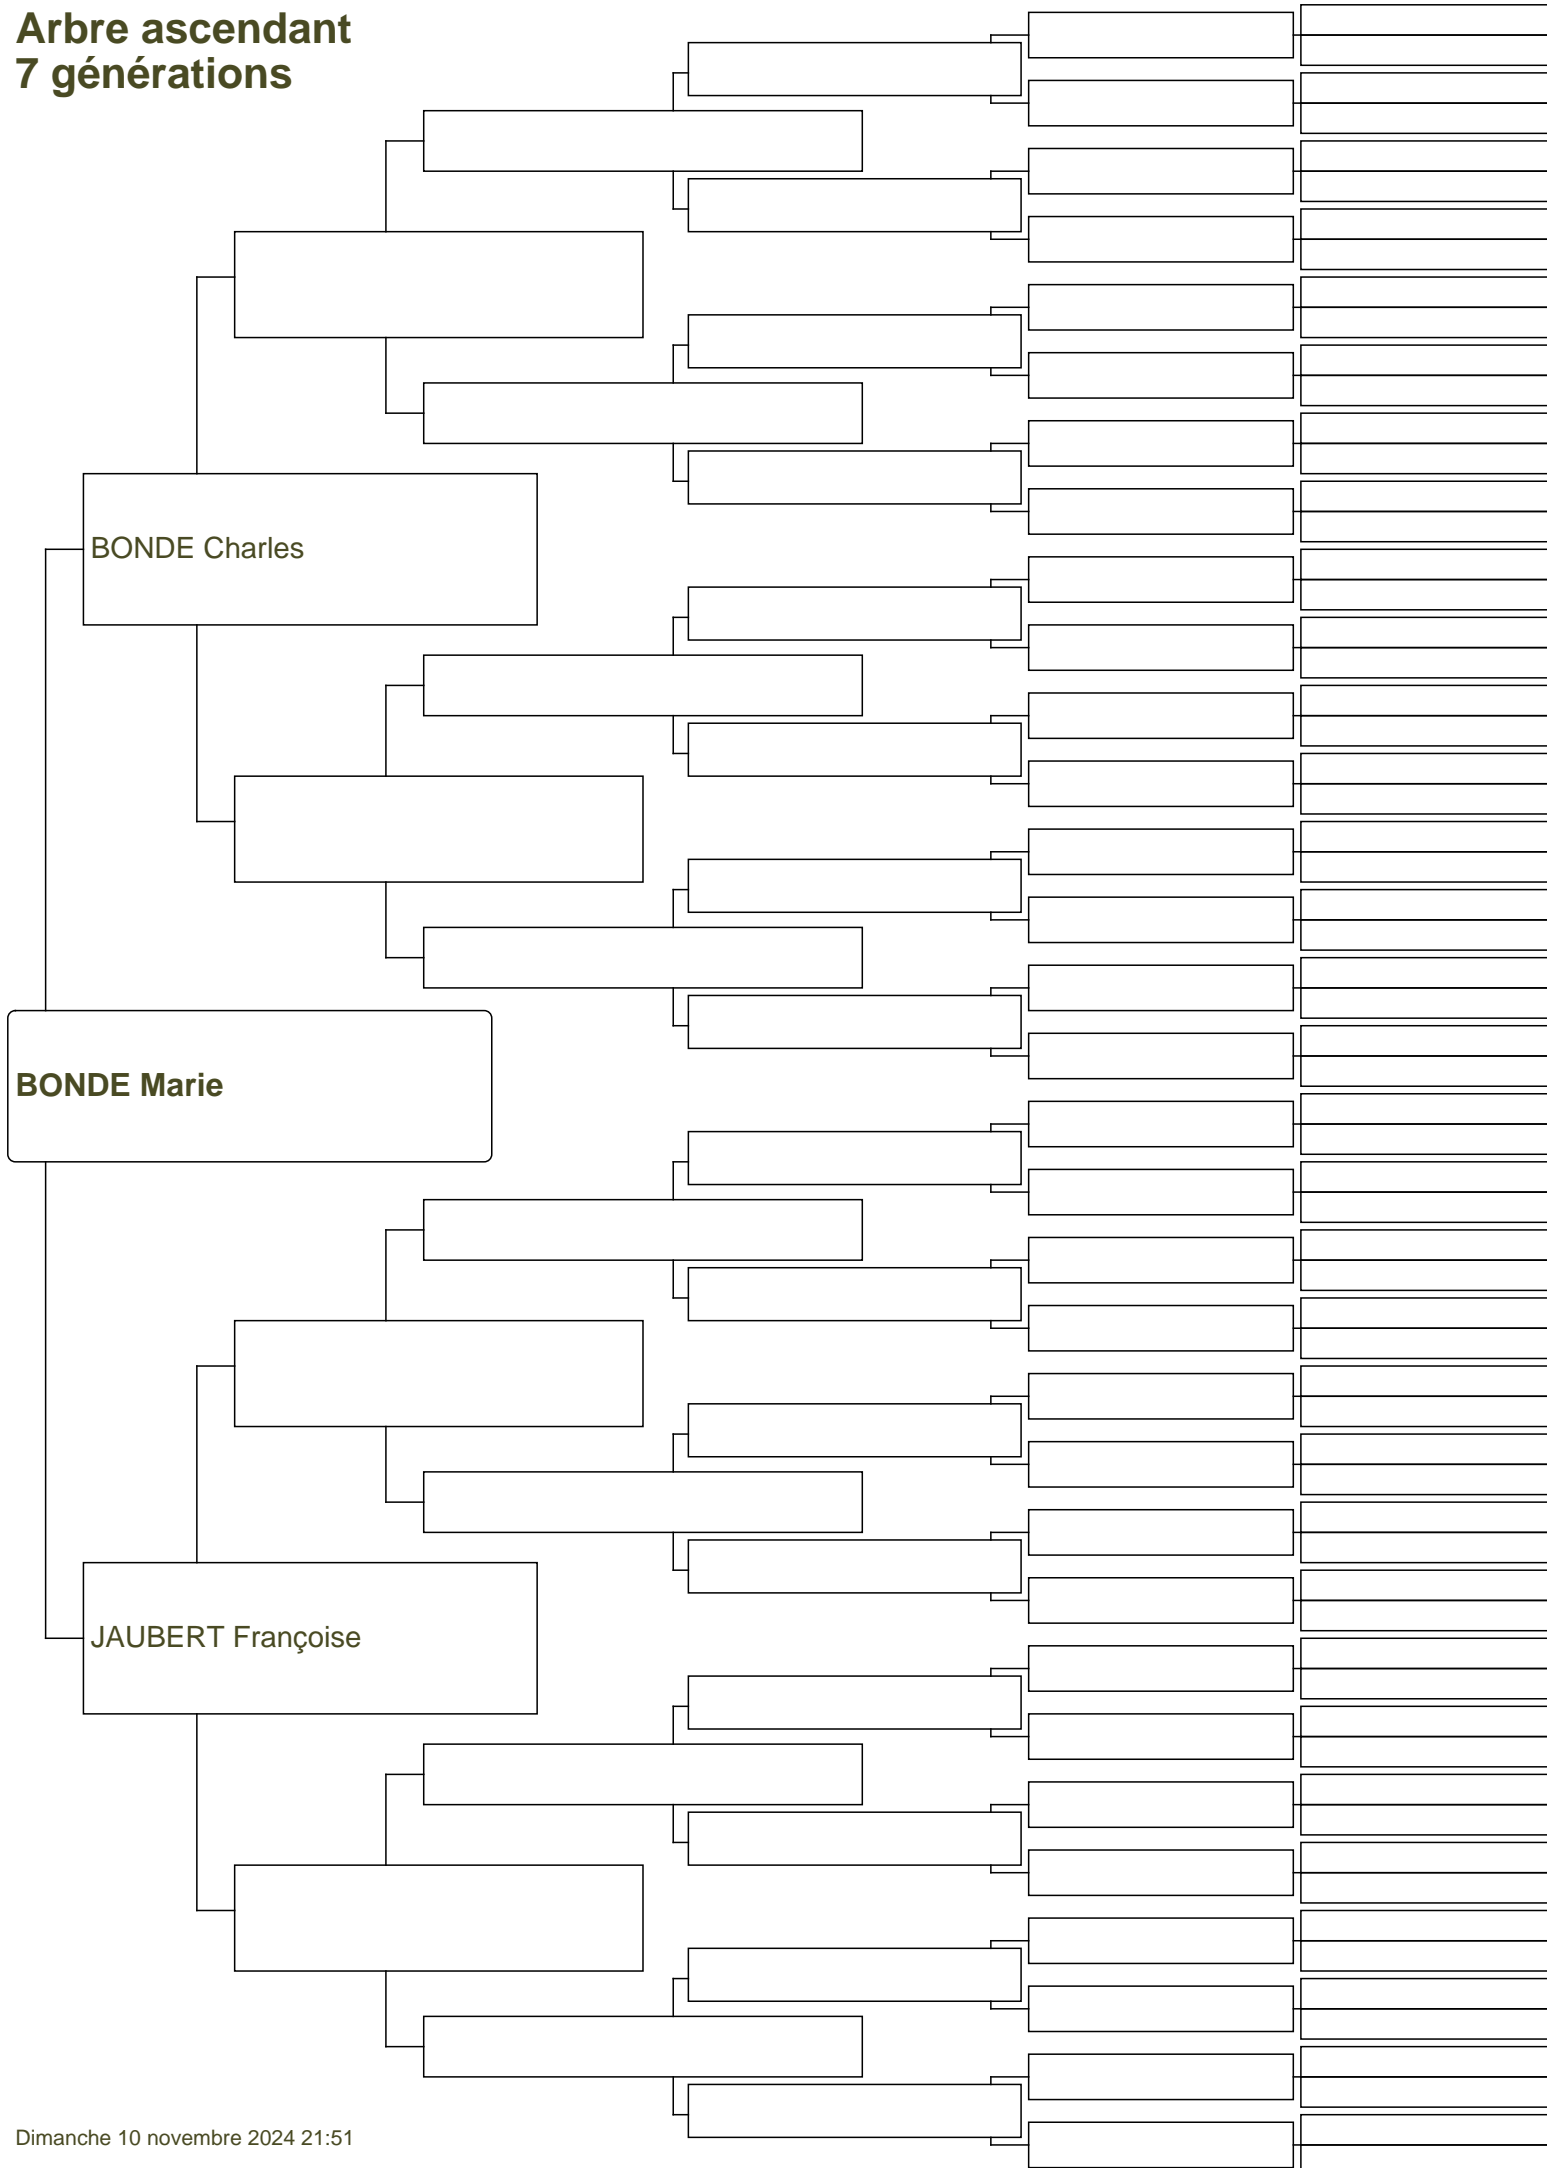 Arbre ascendant
7 générations
BONDE Charles
BONDE Marie
JAUBERT Françoise
Dimanche 10 novembre 2024 21:51